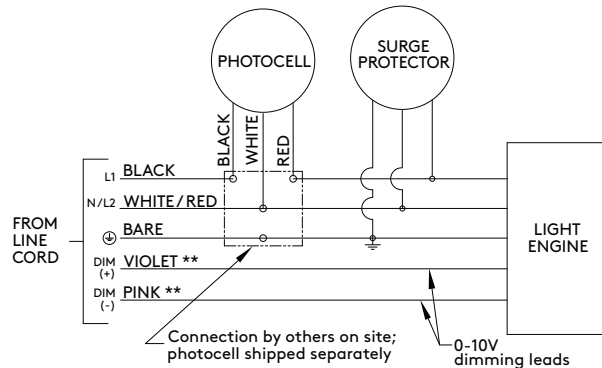 PHOTOCELL
SURGE
PROTECTOR
BLACK
WHITE
RED
L1 BLACK
N/L2 WHITE/RED
BARE
FROM
LINE
CORD
DIM
(+)
VIOLET **
DIM
(-)
PINK **
LIGHT
ENGINE
Connection by others on site;
photocell shipped separately
0-10V
dimming leads